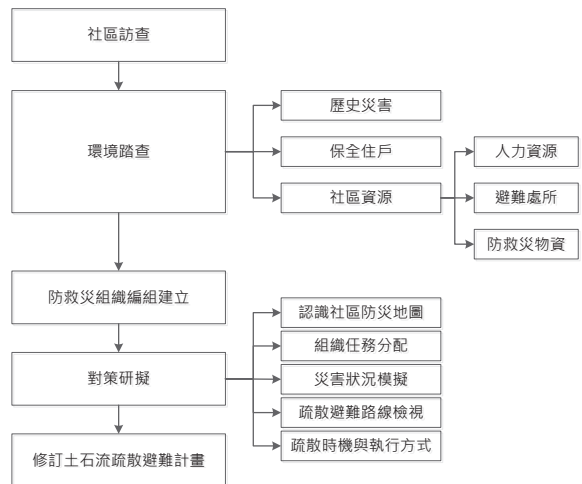 社區訪查
環境踏查
歷史災害
保全住戶
社區資源
人力資源
避難處所
防救災物資
防救災組織編組建立
對策研擬
認識社區防災地圖
組織任務分配
災害狀況模擬
疏散避難路線檢視
疏散時機與執行方式
修訂土石流疏散避難計畫